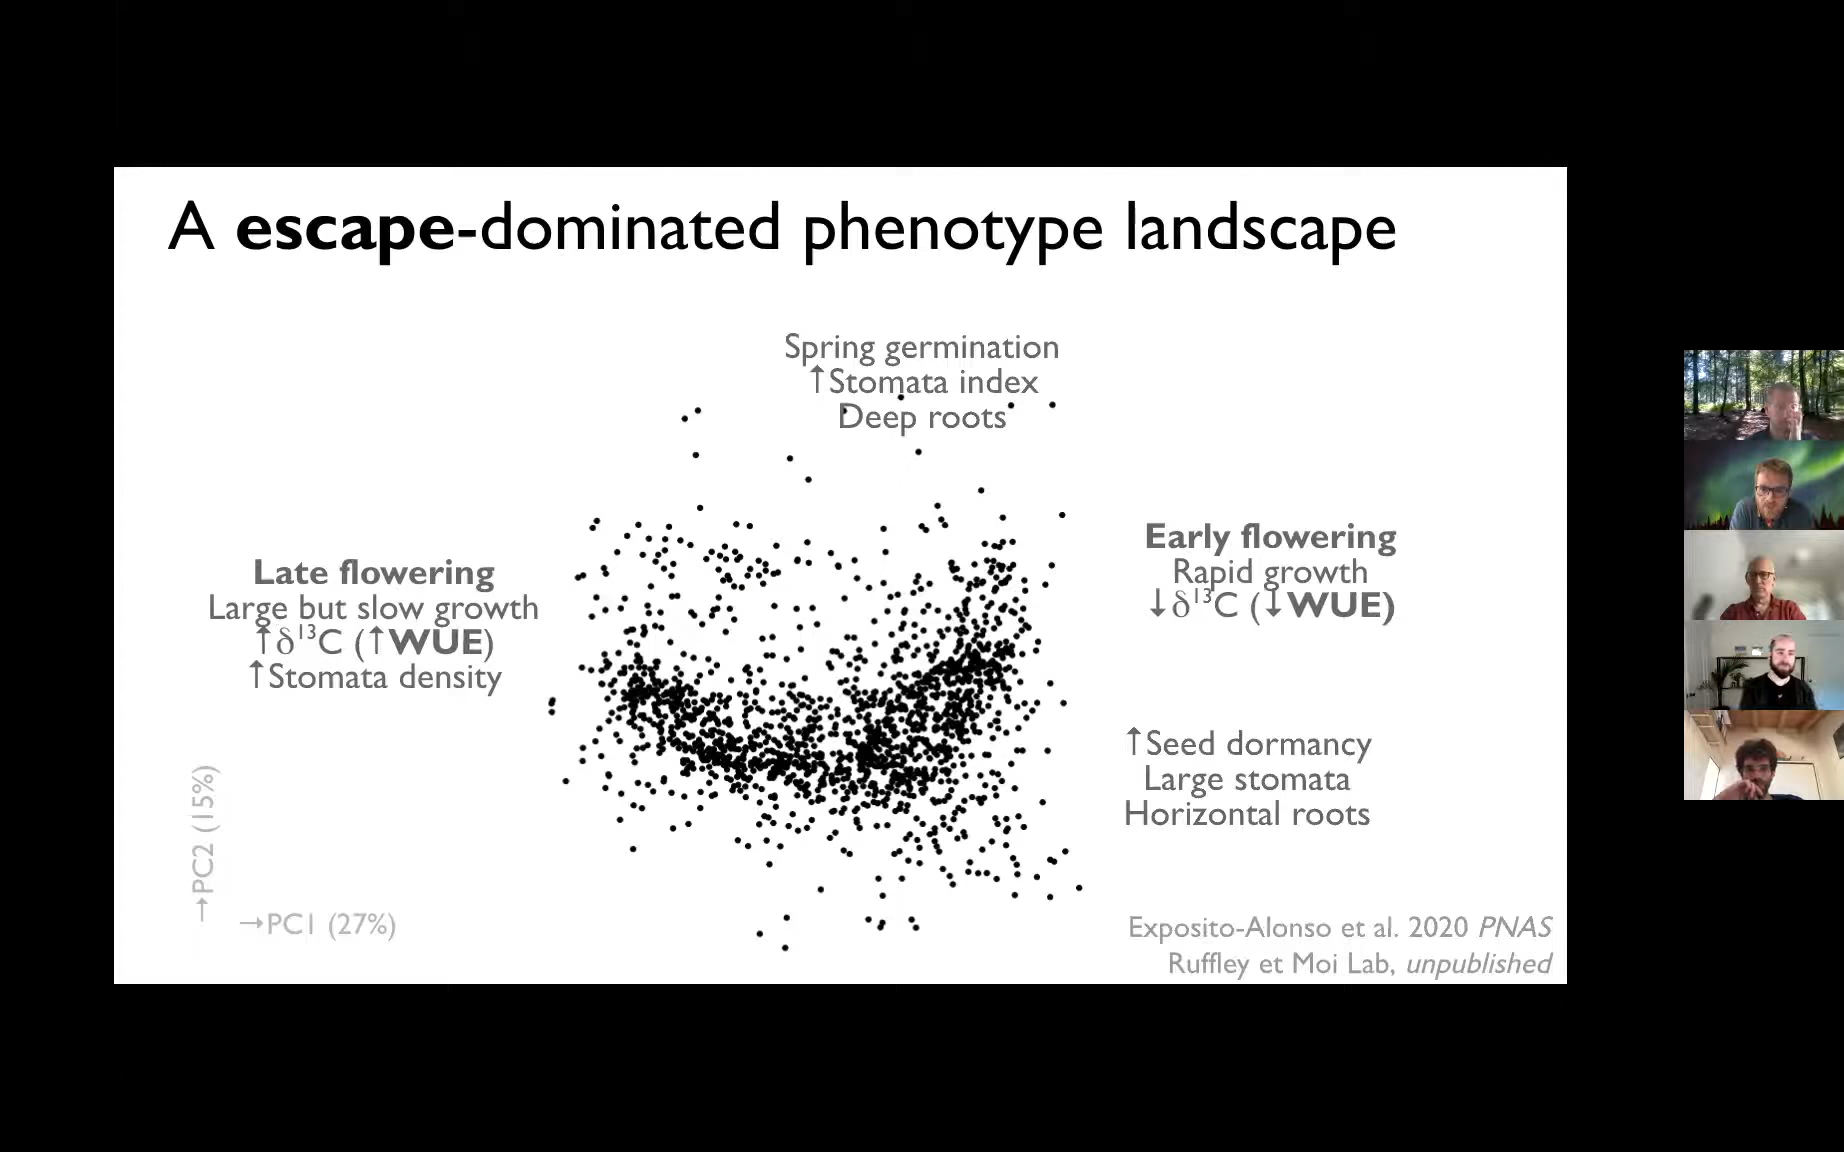 A escape-dominated phenotype landscape
Spring germination
↑Stomata index
Deep roots
Late flowering
Large but slow growth
↑δ¹³C (↑WUE)
↑Stomata density
Early flowering
Rapid growth
↓δ¹³C (↓WUE)
↑Seed dormancy
Large stomata
Horizontal roots
→PC2 (15%)
→PC1 (27%)
Exposito-Alonso et al. 2020 PNAS
Ruffley et Moi Lab, unpublished